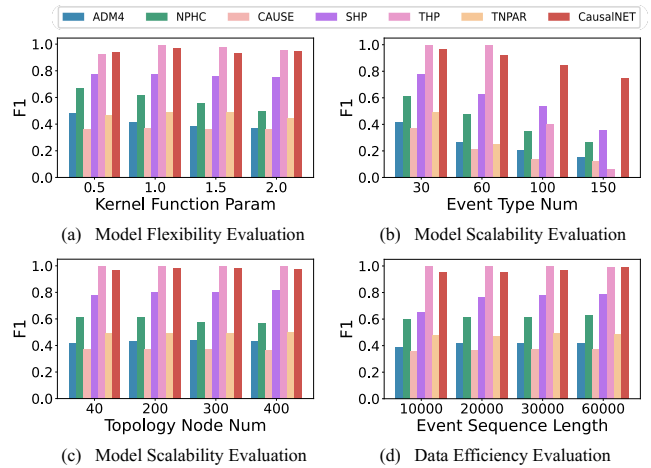 ADM4 NPHC CAUSE SHP THP TNPAR CausalNET
1.0
0.8
0.6
0.4
0.2
0.0
F1
0.5 1.0 1.5 2.0
Kernel Function Param
(a) Model Flexibility Evaluation
1.0
0.8
0.6
0.4
0.2
0.0
F1
30 60 100 150
Event Type Num
(b) Model Scalability Evaluation
1.0
0.8
0.6
0.4
0.2
0.0
F1
40 200 300 400
Topology Node Num
(c) Model Scalability Evaluation
1.0
0.8
0.6
0.4
0.2
0.0
F1
10000 20000 30000 60000
Event Sequence Length
(d) Data Efficiency Evaluation